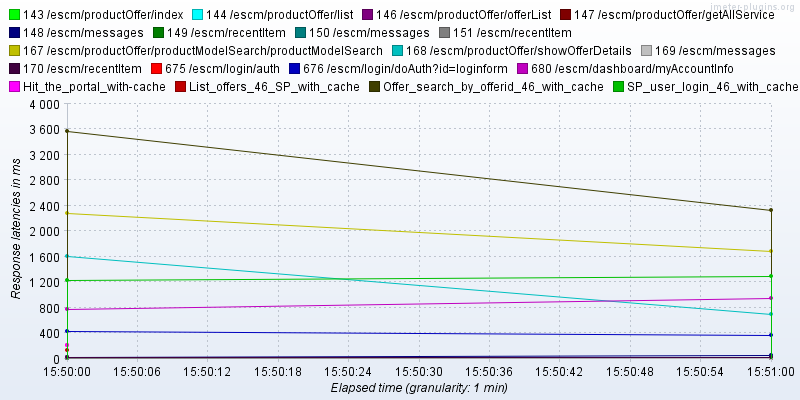 jmeter-plugins.org
143 /escm/productOffer/index 144 /escm/productOffer/list 146 /escm/productOffer/offerList 147 /escm/productOffer/getAllService
148 /escm/messages 149 /escm/recentItem 150 /escm/messages 151 /escm/recentItem
167 /escm/productOffer/productModelSearch/productModelSearch 168 /escm/productOffer/showOfferDetails 169 /escm/messages
170 /escm/recentItem 675 /escm/login/auth 676 /escm/login/doAuth?id=loginform 680 /escm/dashboard/myAccountInfo
Hit_the_portal_with-cache List_offers_46_SP_with_cache Offer_search_by_offerid_46_with_cache SP_user_login_46_with_cache
Response latencies in ms
4 000
3 600
3 200
2 800
2 400
2 000
1 600
1 200
800
400
0
15:50:00 15:50:06 15:50:12 15:50:18 15:50:24 15:50:30 15:50:36 15:50:42 15:50:48 15:50:54 15:51:00
Elapsed time (granularity: 1 min)